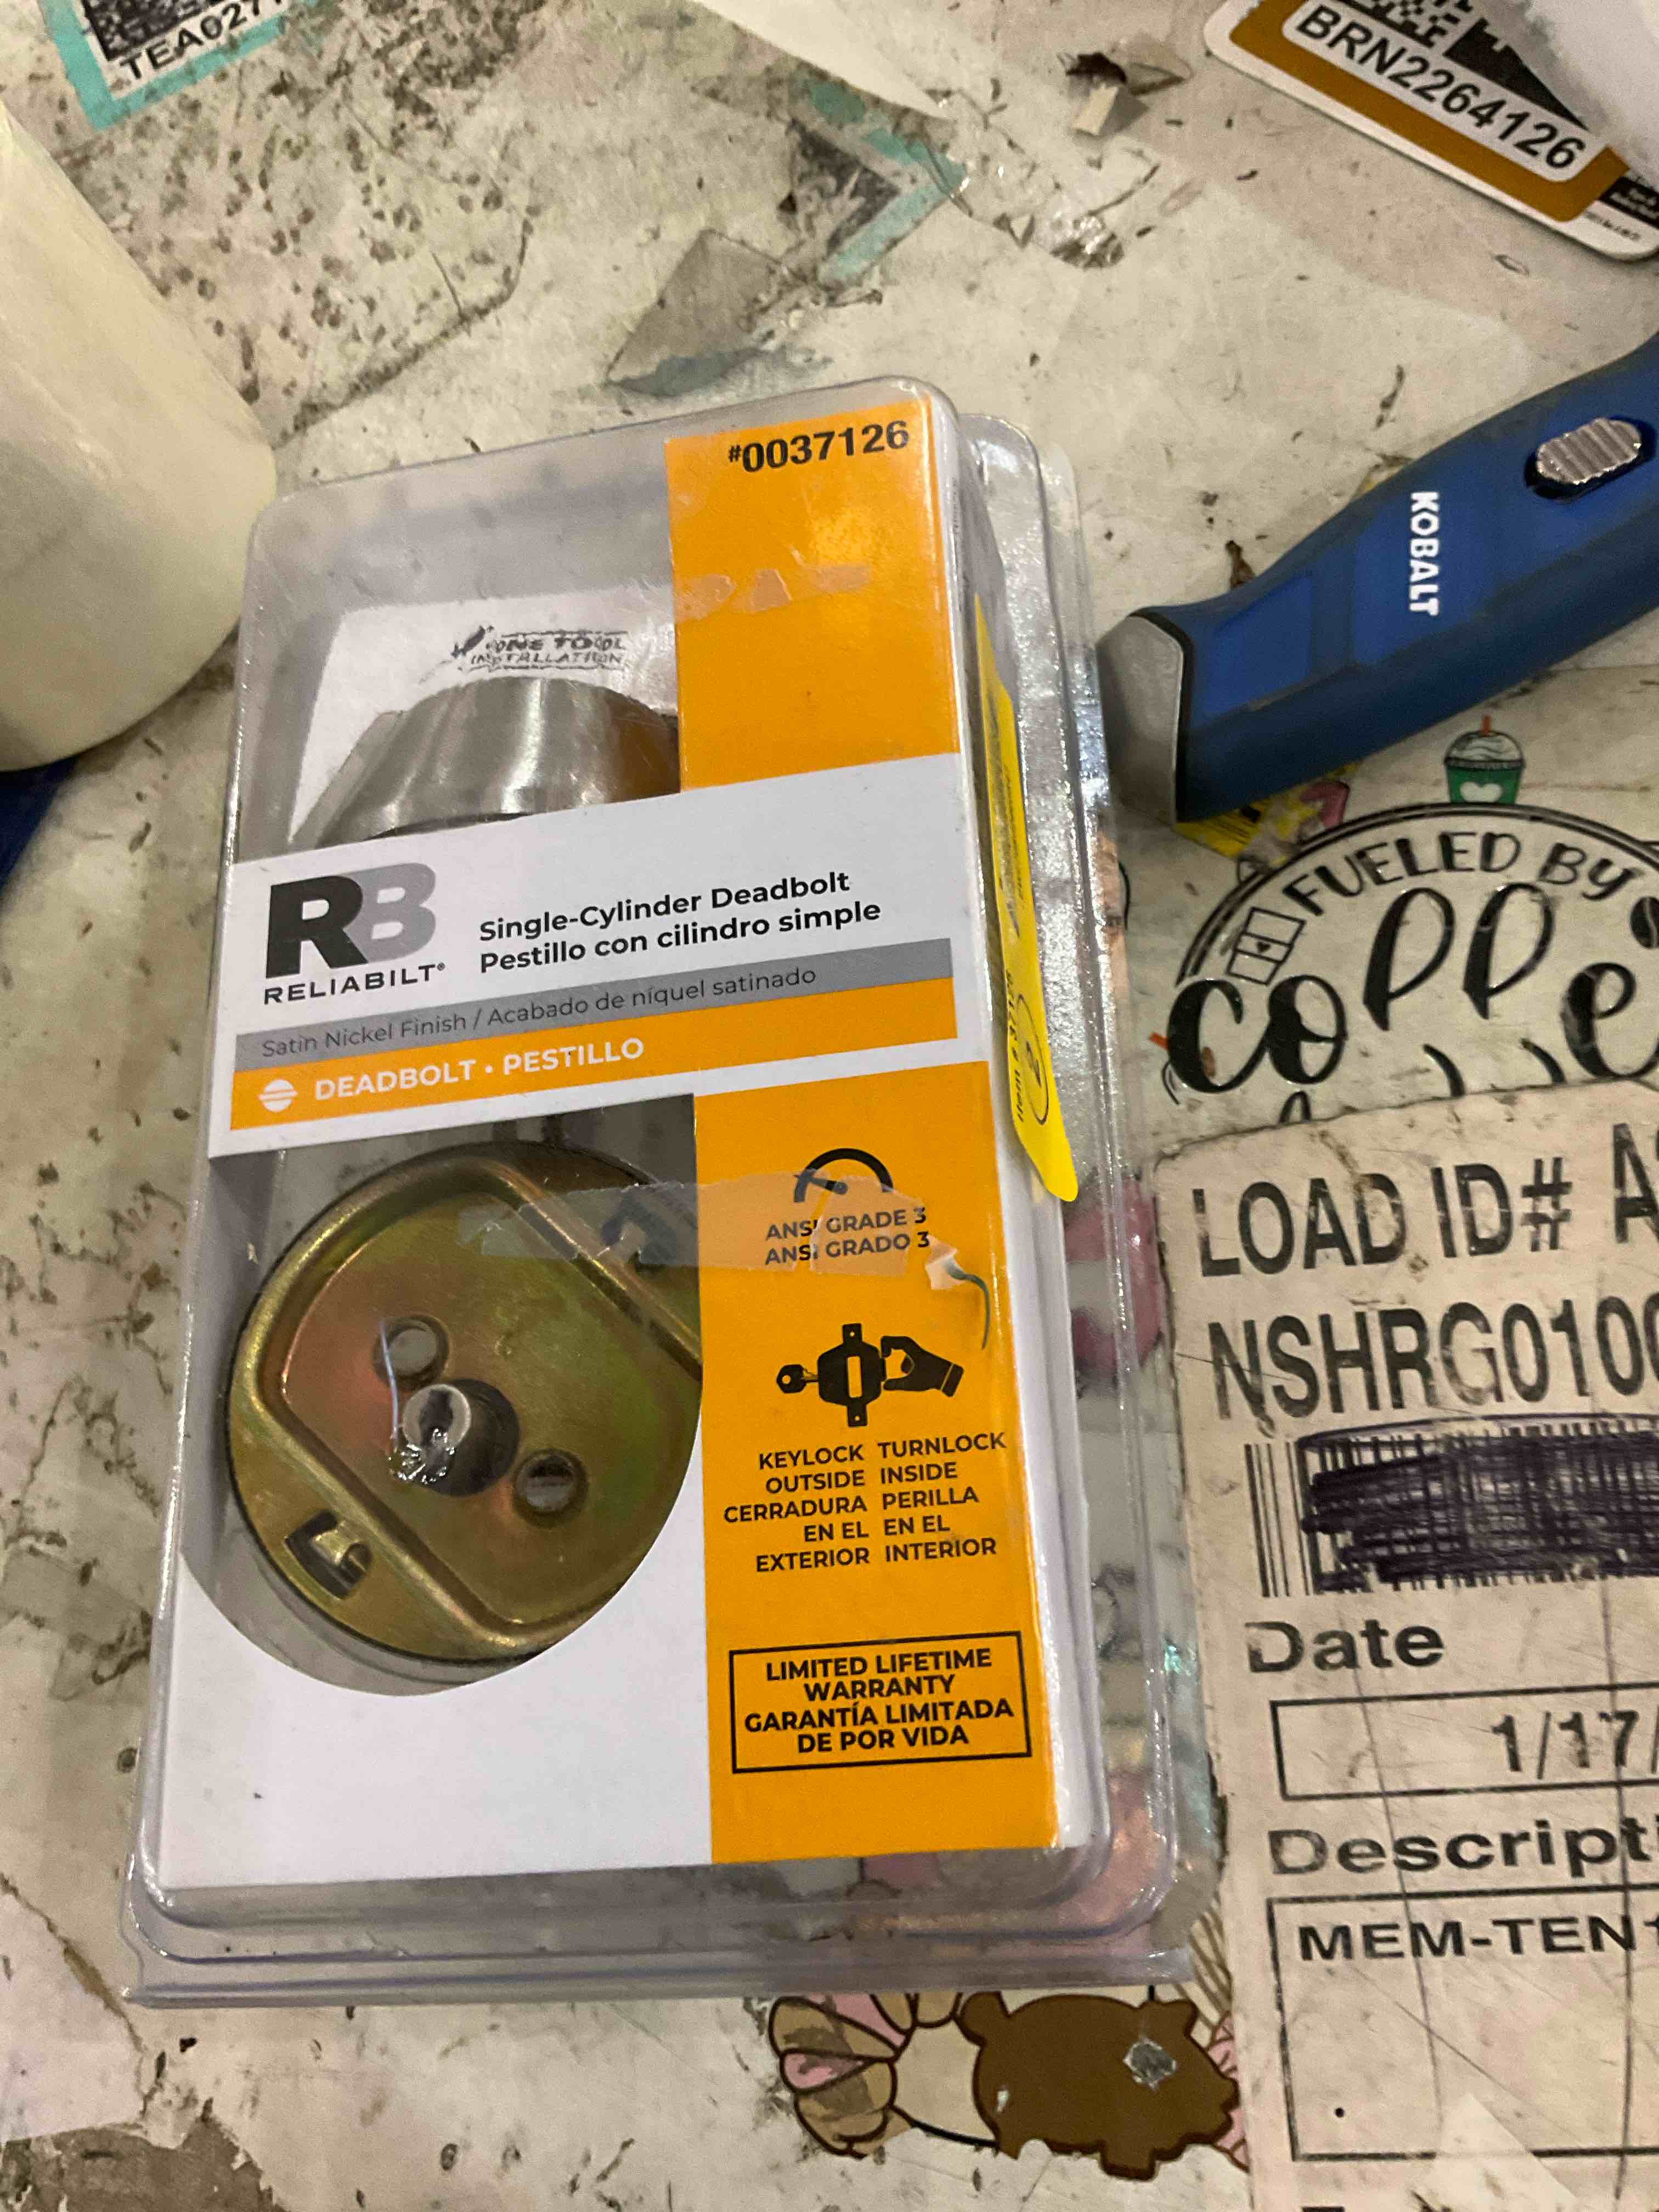 TEA027
BRN2264126
#0037126
KOBALT
ONE TOOL
INSTALLATION
RB
RELIABILT®
Single-Cylinder Deadbolt
Pestillo con cilindro simple
Satin Nickel Finish / Acabado de níquel satinado
DEADBOLT • PESTILLO
ANSI GRADE 3
ANSI GRADO 3
KEYLOCK TURNLOCK
OUTSIDE INSIDE
CERRADURA PERILLA
EN EL EN EL
EXTERIOR INTERIOR
LIMITED LIFETIME
WARRANTY
GARANTÍA LIMITADA
DE POR VIDA
FUELED BY
coffe
LOAD ID# A
NSHRG010
Date
1/17/
Descripti
MEM-TEN